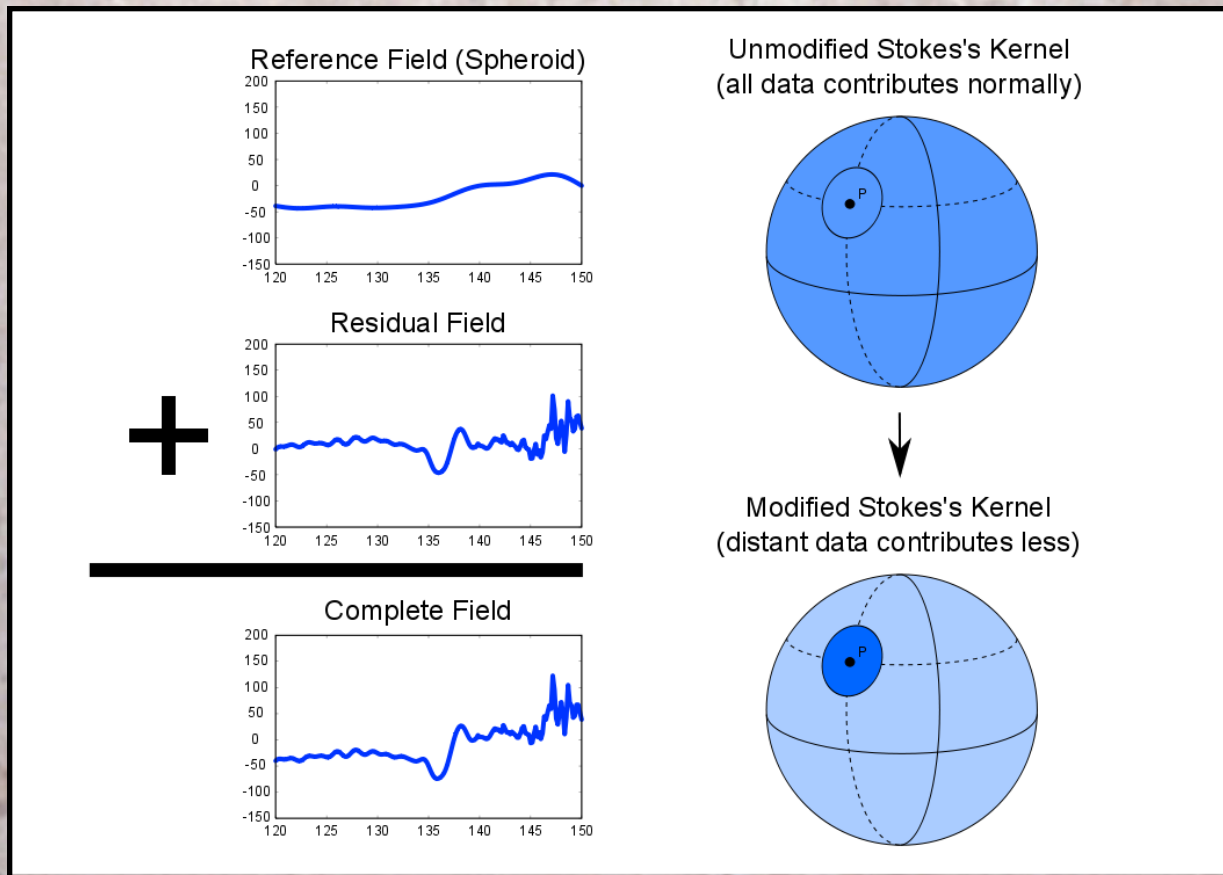 Reference Field (Spheroid)
200
150
100
50
0
-50
-100
-150
120 125 130 135 140 145 150
Residual Field
200
150
100
50
0
-50
-100
-150
120 125 130 135 140 145 150
Complete Field
200
150
100
50
0
-50
-100
-150
120 125 130 135 140 145 150
Unmodified Stokes's Kernel
(all data contributes normally)
P
Modified Stokes's Kernel
(distant data contributes less)
P